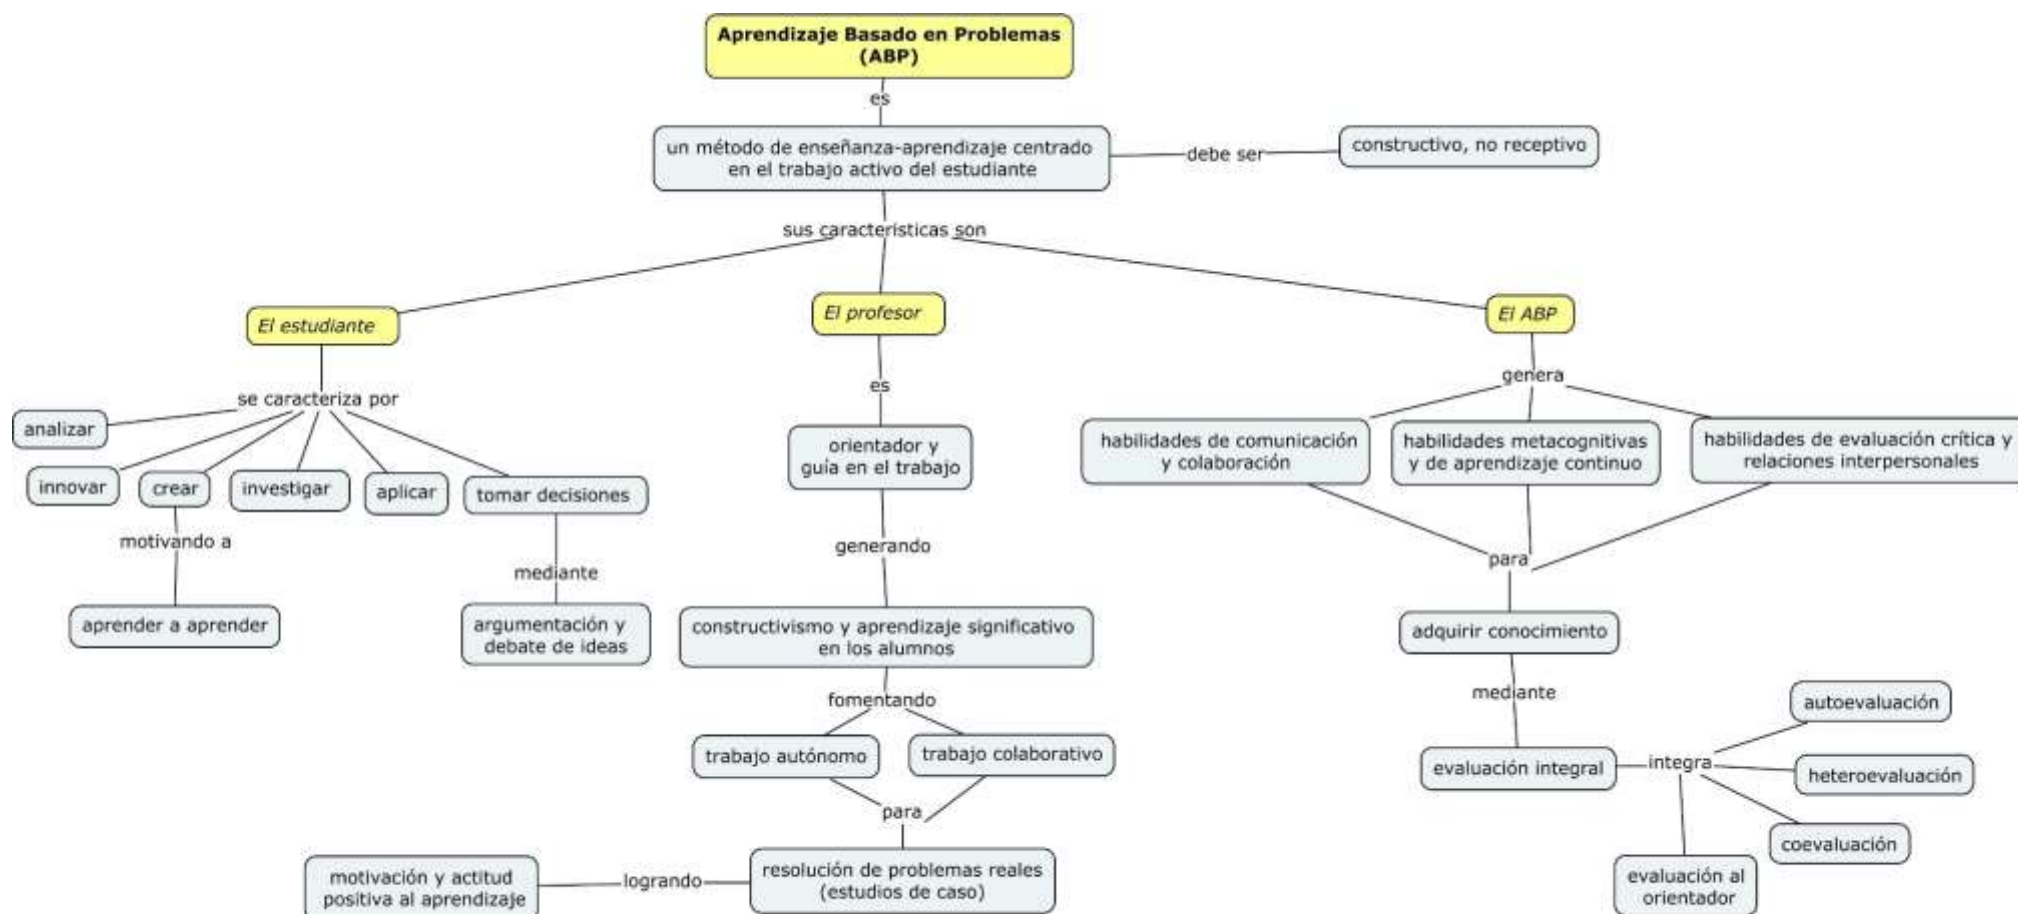 Aprendizaje Basado en Problemas
(ABP)
es
un método de enseñanza-aprendizaje centrado
en el trabajo activo del estudiante
debe ser
constructivo, no receptivo
sus características son
El estudiante
se caracteriza por
analizar
innovar
crear
investigar
aplicar
tomar decisiones
motivando a
aprender a aprender
mediante
argumentación y
debate de ideas
El profesor
es
orientador y
guía en el trabajo
generando
constructivismo y aprendizaje significativo
en los alumnos
fomentando
trabajo autónomo
trabajo colaborativo
para
resolución de problemas reales
(estudios de caso)
logrando
motivación y actitud
positiva al aprendizaje
El ABP
genera
habilidades de comunicación
y colaboración
habilidades metacognitivas
y de aprendizaje continuo
habilidades de evaluación crítica y
relaciones interpersonales
para
adquirir conocimiento
mediante
evaluación integral
integra
autoevaluación
heteroevaluación
coevaluación
evaluación al
orientador